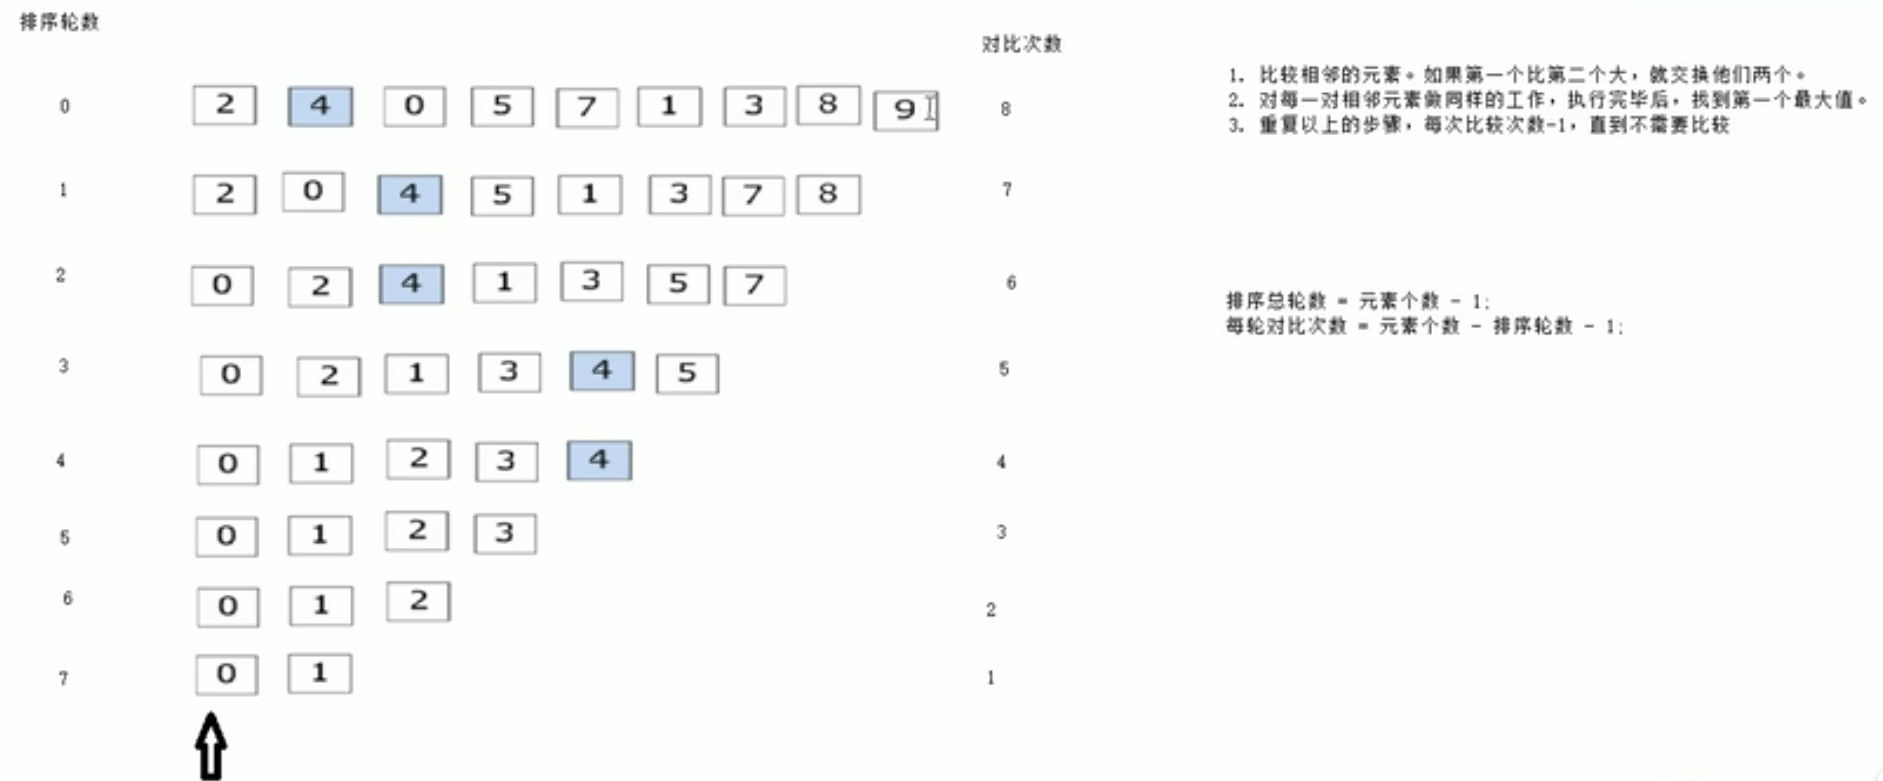 排序轮数
对比次数
0 2 4 0 5 7 1 3 8 9 8
1 2 0 4 5 1 3 7 8 7
2 0 2 4 1 3 5 7 6
3 0 2 1 3 4 5 5
4 0 1 2 3 4 4
5 0 1 2 3 3
6 0 1 2 2
7 0 1 1
1. 比较相邻的元素。如果第一个比第二个大，就交换他们两个。
2. 对每一对相邻元素做同样的工作，执行完毕后，找到第一个最大值。
3. 重复以上的步骤，每次比较次数-1，直到不需要比较
排序总轮数 = 元素个数 - 1;
每轮对比次数 = 元素个数 - 排序轮数 - 1;